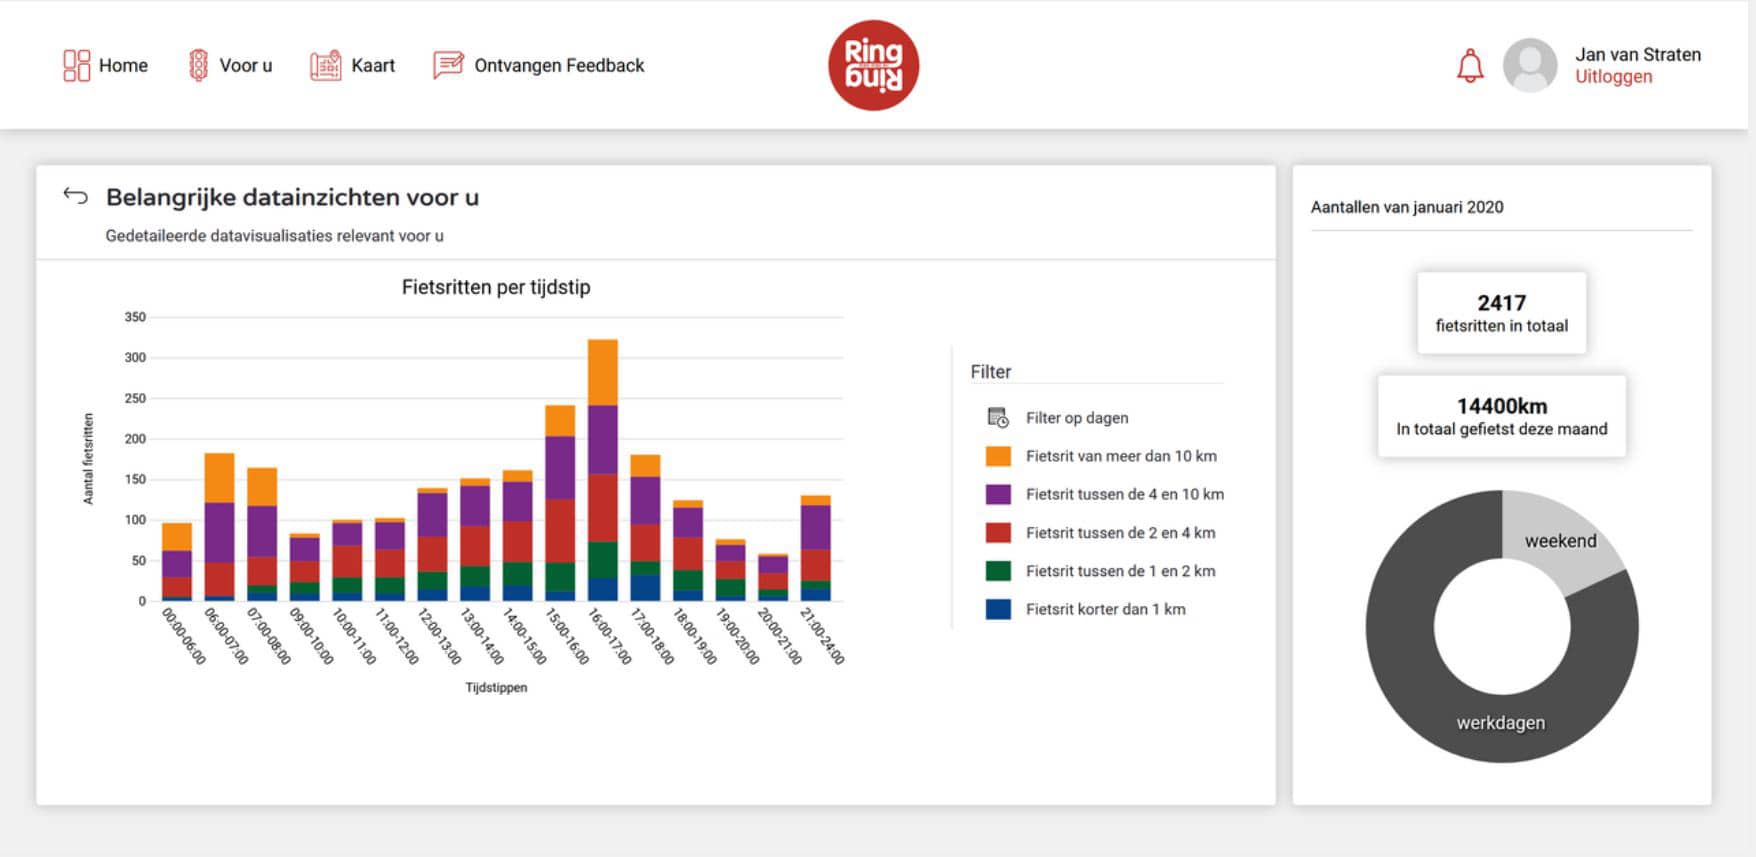 Home
Voor u
Kaart
Ontvangen Feedback
Ring
Ring
Jan van Straten
Uitloggen
Belangrijke datainzichten voor u
Gedetaileerde datavisualisaties relevant voor u
Fietsritten per tijdstip
350
300
250
200
150
100
50
0
Aantal fietsritten
00:00-06:00
06:00-07:00
07:00-08:00
09:00-10:00
10:00-11:00
11:00-12:00
12:00-13:00
13:00-14:00
14:00-15:00
15:00-16:00
16:00-17:00
17:00-18:00
18:00-19:00
19:00-20:00
20:00-21:00
21:00-24:00
Tijdstippen
Filter
Filter op dagen
Fietsrit van meer dan 10 km
Fietsrit tussen de 4 en 10 km
Fietsrit tussen de 2 en 4 km
Fietsrit tussen de 1 en 2 km
Fietsrit korter dan 1 km
Aantallen van januari 2020
2417
fietsritten in totaal
14400km
In totaal gefietst deze maand
weekend
werkdagen